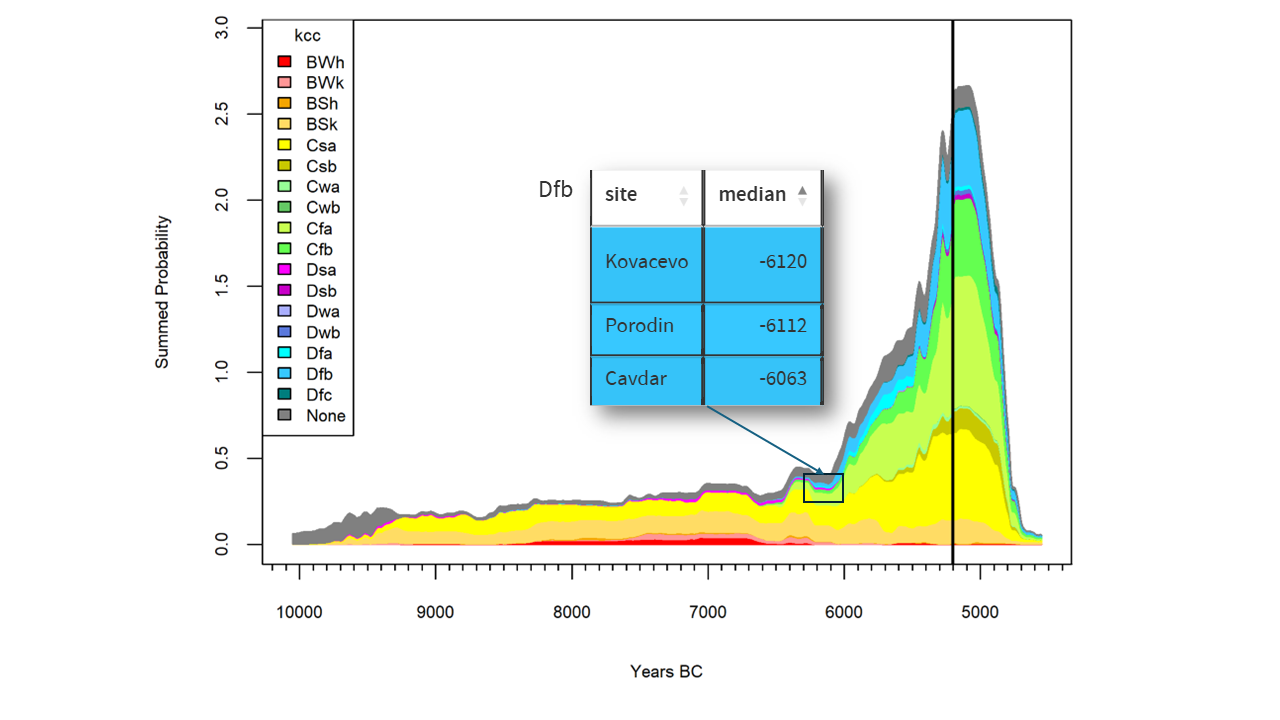 kcc
BWh
BWk
BSh
BSk
Csa
Csb
Cwa
Cwb
Cfa
Cfb
Dsa
Dsb
Dwa
Dwb
Dfa
Dfb
Dfc
None
Dfb
site median
Kovacevo -6120
Porodin -6112
Cavdar -6063
Summed Probability
3.0
2.5
2.0
1.5
1.0
0.5
0.0
10000 9000 8000 7000 6000 5000
Years BC